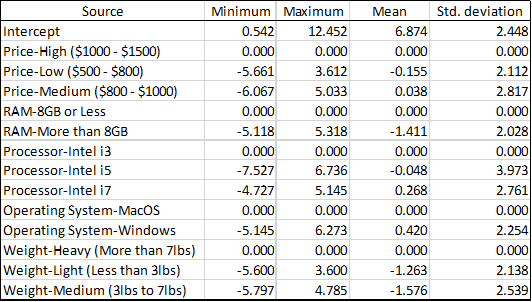 Source Minimum Maximum Mean Std. deviation
Intercept 0.542 12.452 6.874 2.448
Price-High ($1000 - $1500) 0.000 0.000 0.000 0.000
Price-Low ($500 - $800) -5.661 3.612 -0.155 2.112
Price-Medium ($800 - $1000) -6.067 5.033 0.038 2.817
RAM-8GB or Less 0.000 0.000 0.000 0.000
RAM-More than 8GB -5.118 5.318 -1.411 2.028
Processor-Intel i3 0.000 0.000 0.000 0.000
Processor-Intel i5 -7.527 6.736 -0.048 3.973
Processor-Intel i7 -4.727 5.145 0.268 2.761
Operating System-MacOS 0.000 0.000 0.000 0.000
Operating System-Windows -5.145 6.273 0.420 2.254
Weight-Heavy (More than 7lbs) 0.000 0.000 0.000 0.000
Weight-Light (Less than 3lbs) -5.600 3.600 -1.263 2.138
Weight-Medium (3lbs to 7lbs) -5.797 4.785 -1.576 2.539